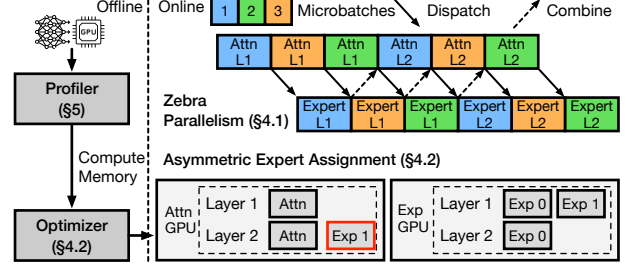 Offline
Online
1 2 3 Microbatches Dispatch Combine
GPU
Attn L1 Attn L1 Attn L1 Attn L2 Attn L2 Attn L2
Profiler
(§5)
Zebra
Parallelism (§4.1)
Expert L1 Expert L1 Expert L1 Expert L2 Expert L2 Expert L2
Compute
Memory
Asymmetric Expert Assignment (§4.2)
Optimizer
(§4.2)
Attn
GPU
Layer 1 Attn
Layer 2 Attn Exp 1
Exp
GPU
Layer 1 Exp 0 Exp 1
Layer 2 Exp 0